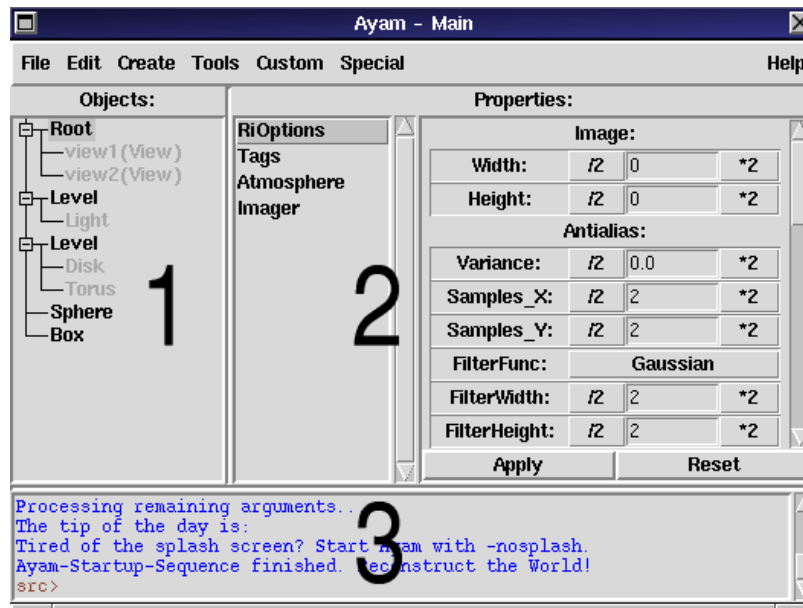 Ayam - Main
File Edit Create Tools Custom Special Help
Objects:
Properties:
Root
view1(View)
view2(View)
Level
Light
Level
Disk
Torus
Sphere
Box
1
RiOptions
Tags
Atmosphere
Imager
2
Image:
Width: /2 0 *2
Height: /2 0 *2
Antialias:
Variance: /2 0.0 *2
Samples_X: /2 2 *2
Samples_Y: /2 2 *2
FilterFunc: Gaussian
FilterWidth: /2 2 *2
FilterHeight: /2 2 *2
Apply Reset
Processing remaining arguments..
The tip of the day is:
Tired of the splash screen? Start Ayam with -nosplash.
Ayam-Startup-Sequence finished. Reconstruct the World!
src>
3